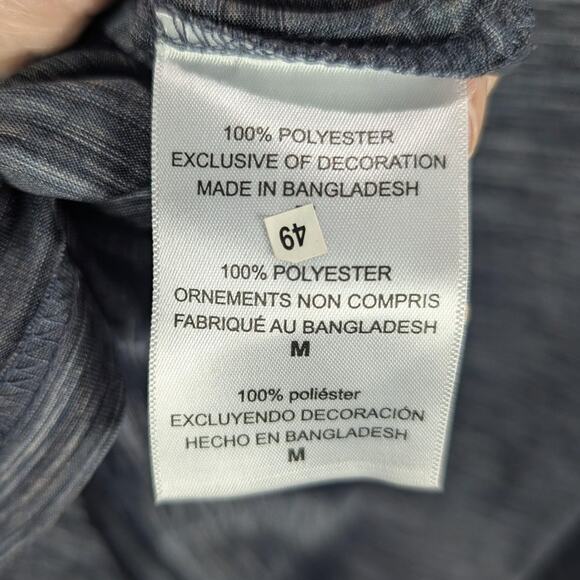 100% POLYESTER
EXCLUSIVE OF DECORATION
MADE IN BANGLADESH
49
100% POLYESTER
ORNEMENTS NON COMPRIS
FABRIQUÉ AU BANGLADESH
M
100% poliéster
EXCLUYENDO DECORACIÓN
HECHO EN BANGLADESH
M